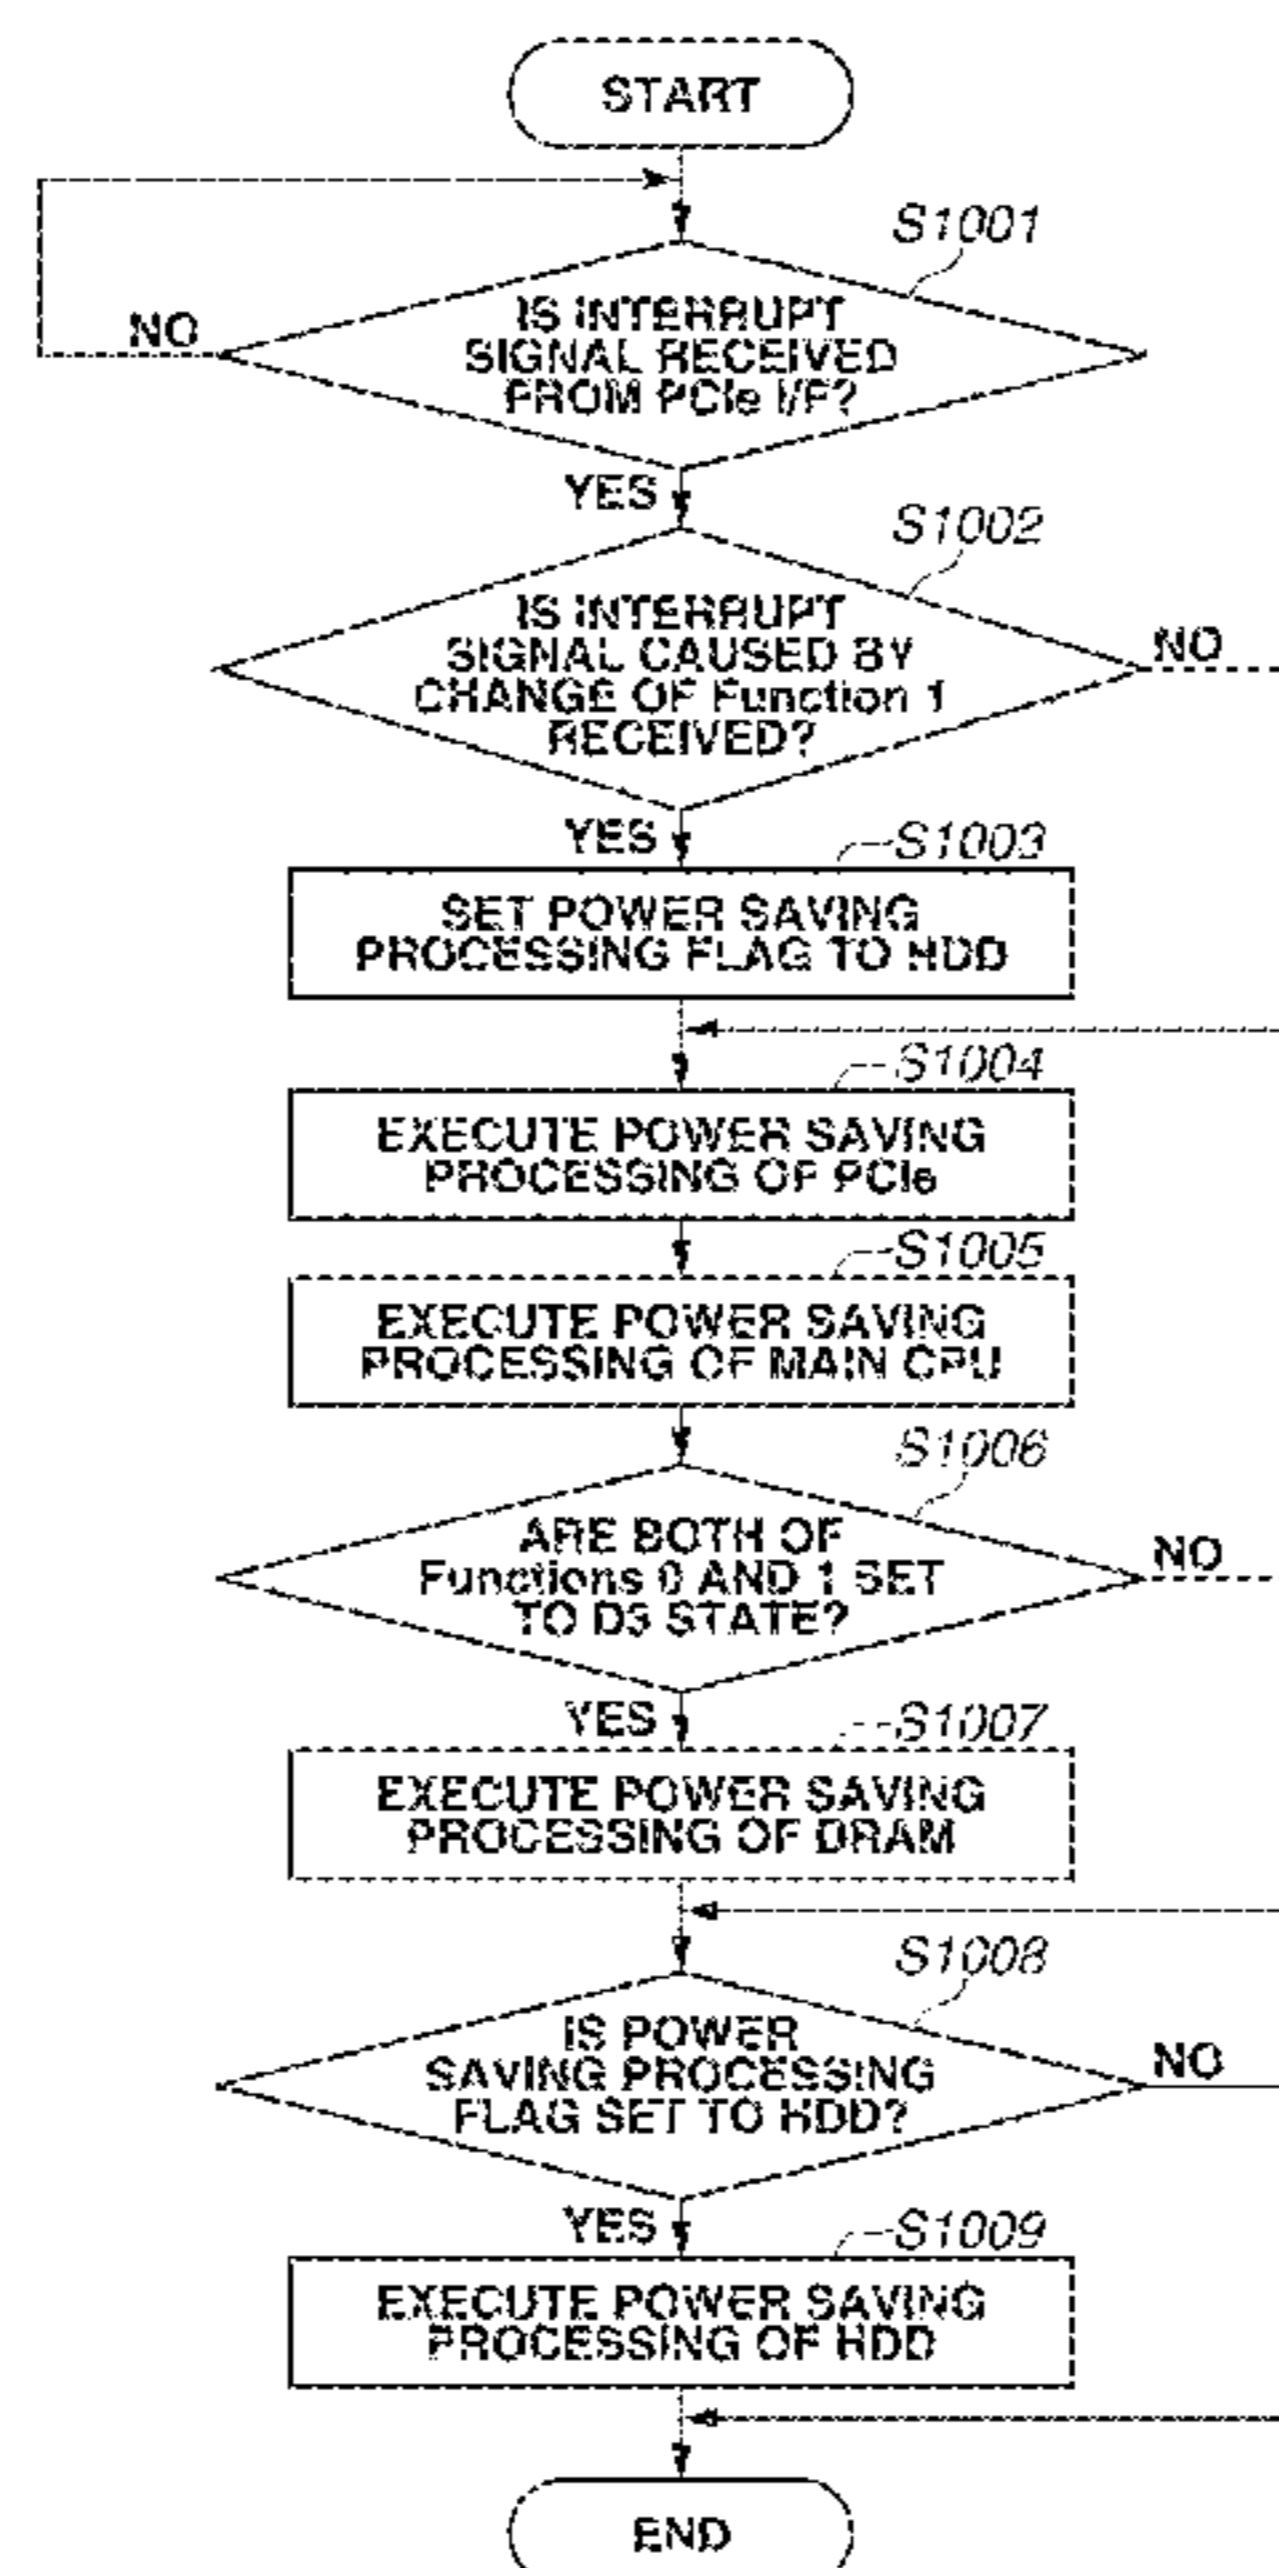 START
S1001
IS INTERRUPT
SIGNAL RECEIVED
FROM PCIe I/F?
NO
YES
S1002
IS INTERRUPT
SIGNAL CAUSED BY
CHANGE OF Function 1
RECEIVED?
NO
YES
S1003
SET POWER SAVING
PROCESSING FLAG TO HDD
S1004
EXECUTE POWER SAVING
PROCESSING OF PCIe
S1005
EXECUTE POWER SAVING
PROCESSING OF MAIN CPU
S1006
ARE BOTH OF
Functions 0 AND 1 SET
TO D3 STATE?
NO
YES
S1007
EXECUTE POWER SAVING
PROCESSING OF DRAM
S1008
IS POWER
SAVING PROCESSING
FLAG SET TO HDD?
NO
YES
S1009
EXECUTE POWER SAVING
PROCESSING OF HDD
END